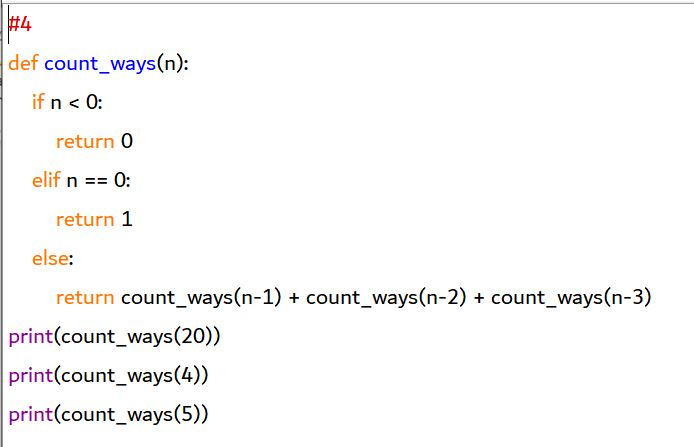 #4
def count_ways(n):
    if n < 0:
        return 0
    elif n == 0:
        return 1
    else:
        return count_ways(n-1) + count_ways(n-2) + count_ways(n-3)
print(count_ways(20))
print(count_ways(4))
print(count_ways(5))